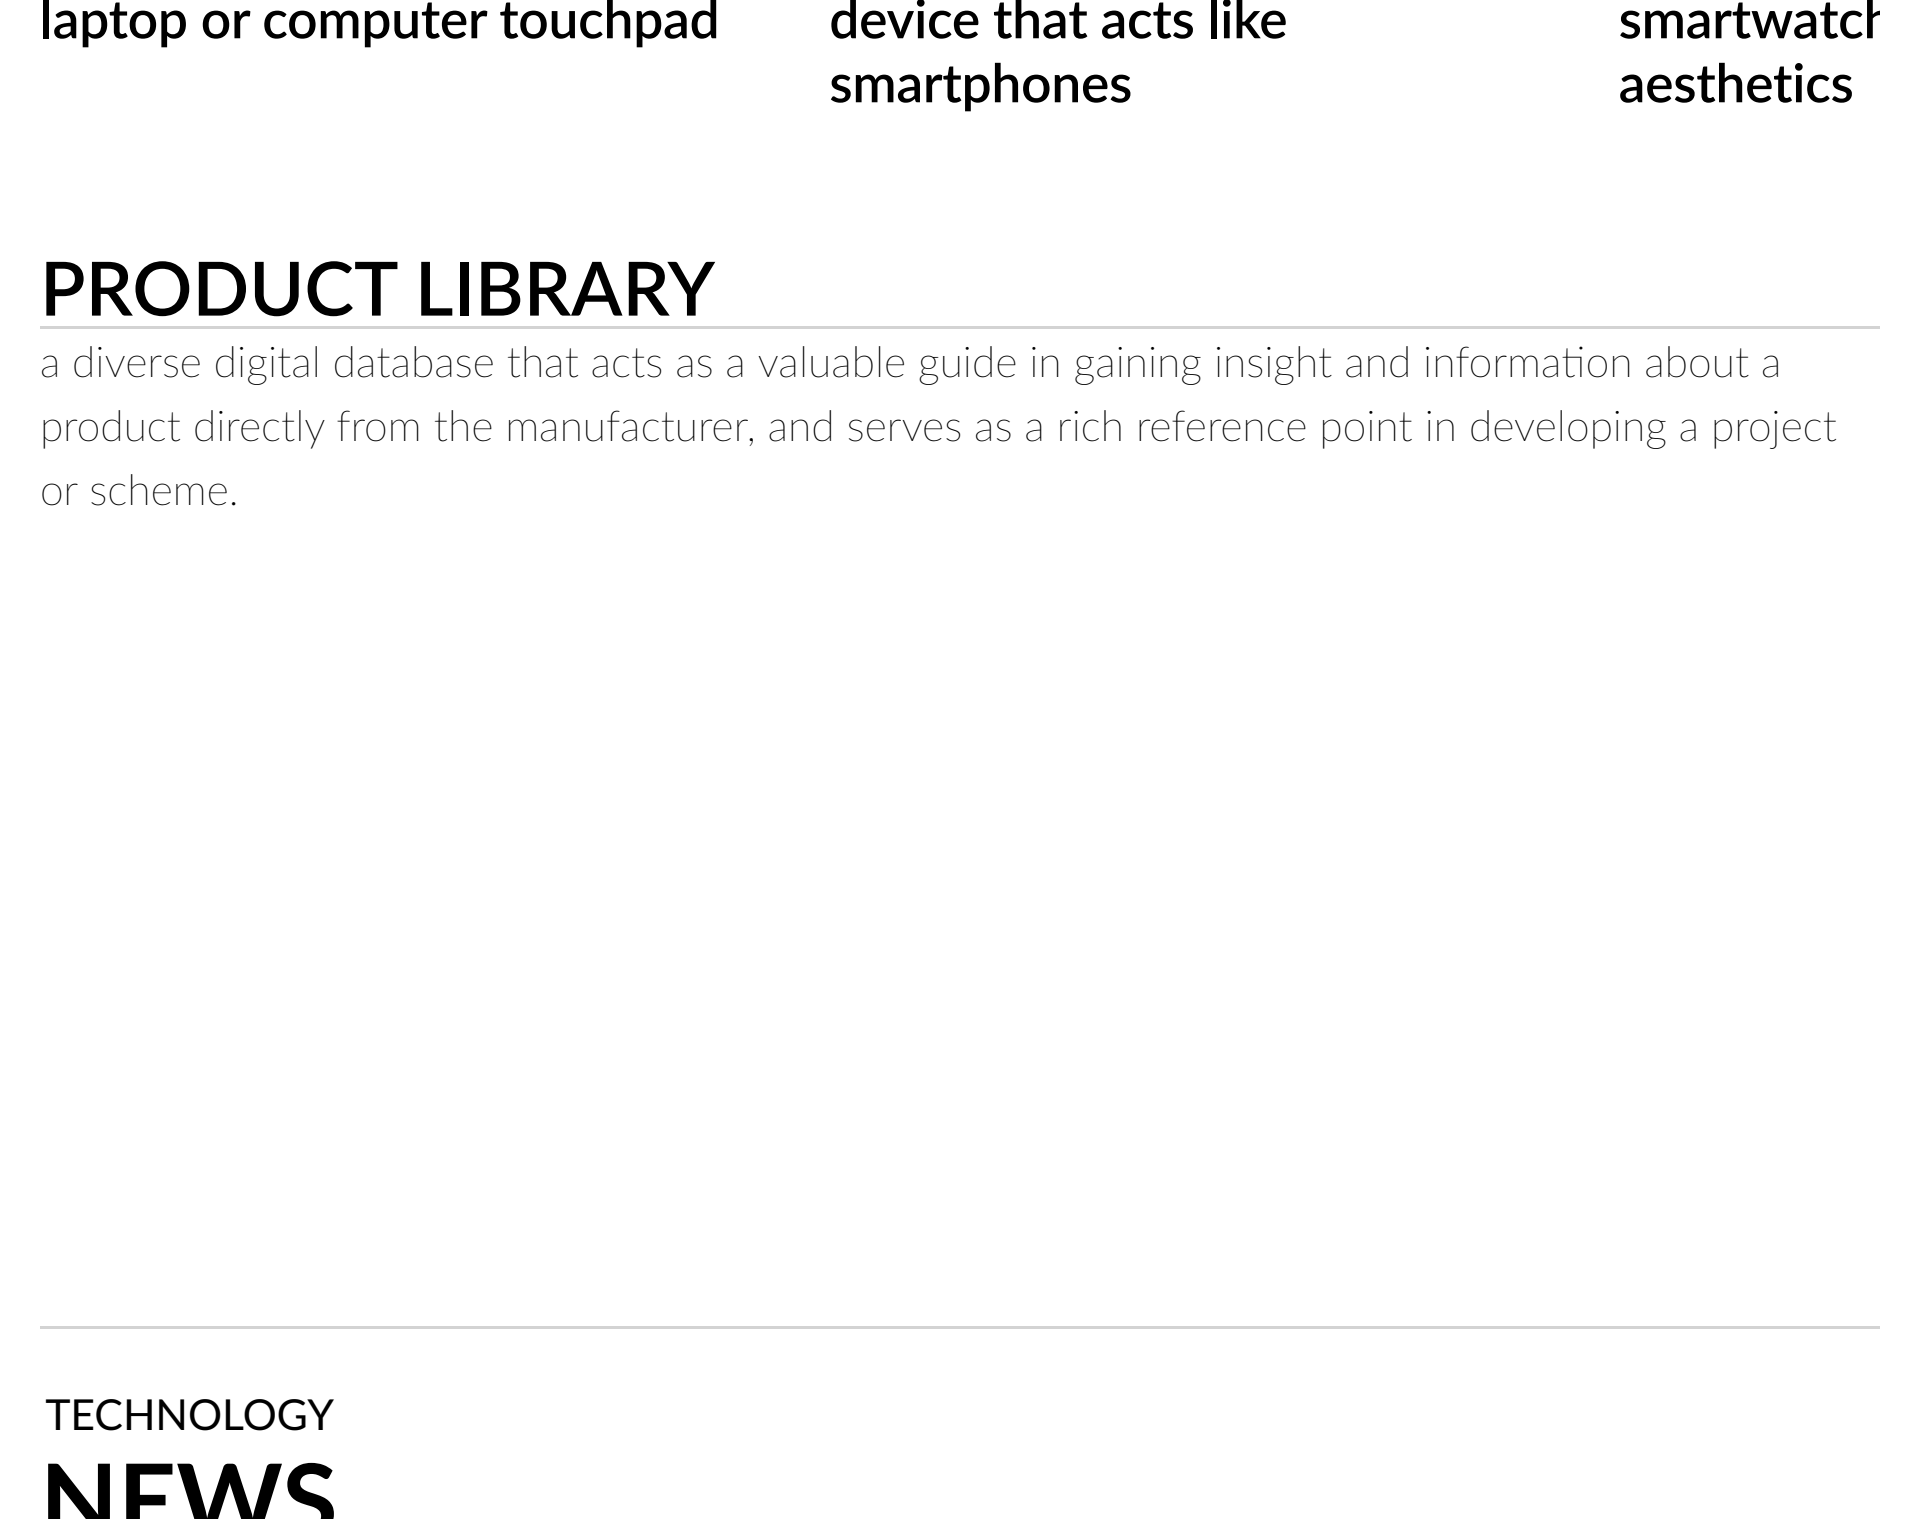 laptop or computer touchpad
device that acts like
smartphones
smartwatch
aesthetics
PRODUCT LIBRARY
a diverse digital database that acts as a valuable guide in gaining insight and information about a
product directly from the manufacturer, and serves as a rich reference point in developing a project
or scheme.
TECHNOLOGY
NEWS